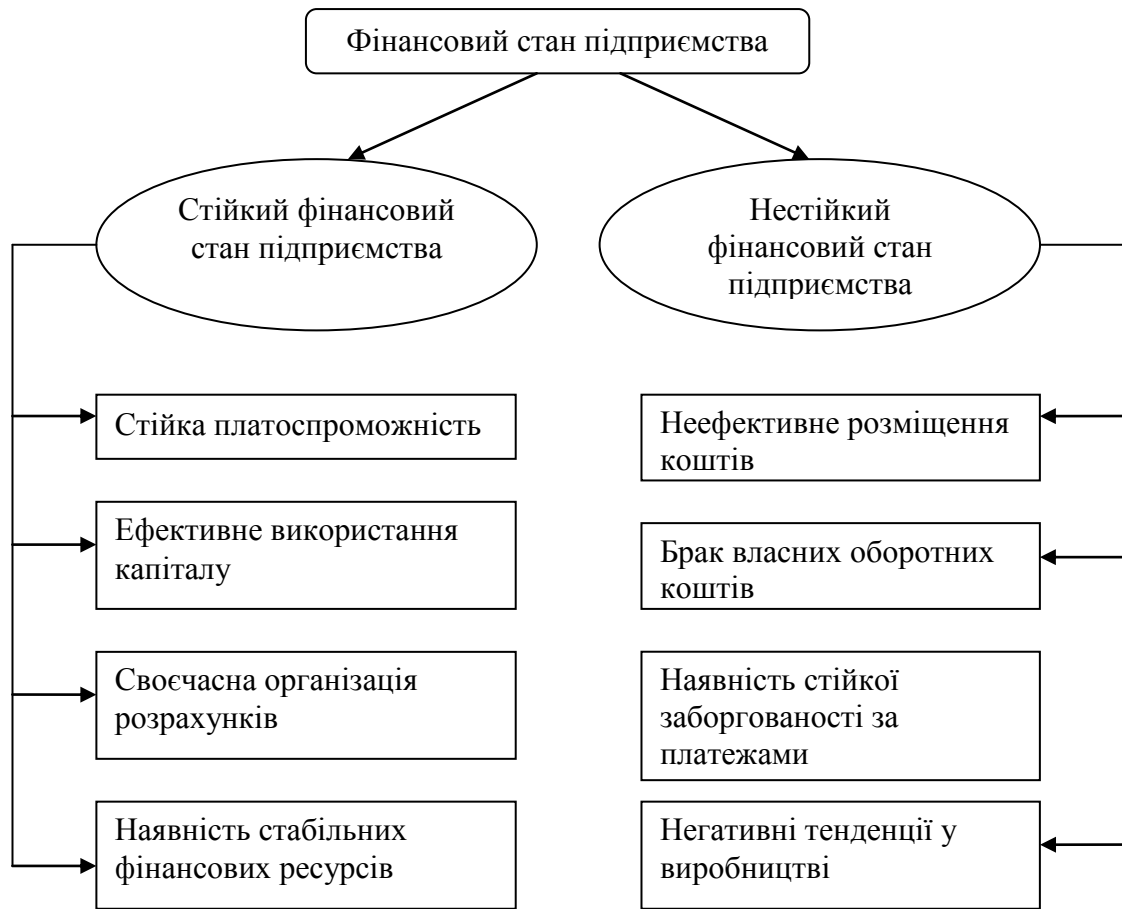 Фінансовий стан підприємства
Стійкий фінансовий
стан підприємства
Нестійкий
фінансовий стан
підприємства
Стійка платоспроможність
Ефективне використання
капіталу
Своєчасна організація
розрахунків
Наявність стабільних
фінансових ресурсів
Неефективне розміщення
коштів
Брак власних оборотних
коштів
Наявність стійкої
заборгованості за
платежами
Негативні тенденції у
виробництві